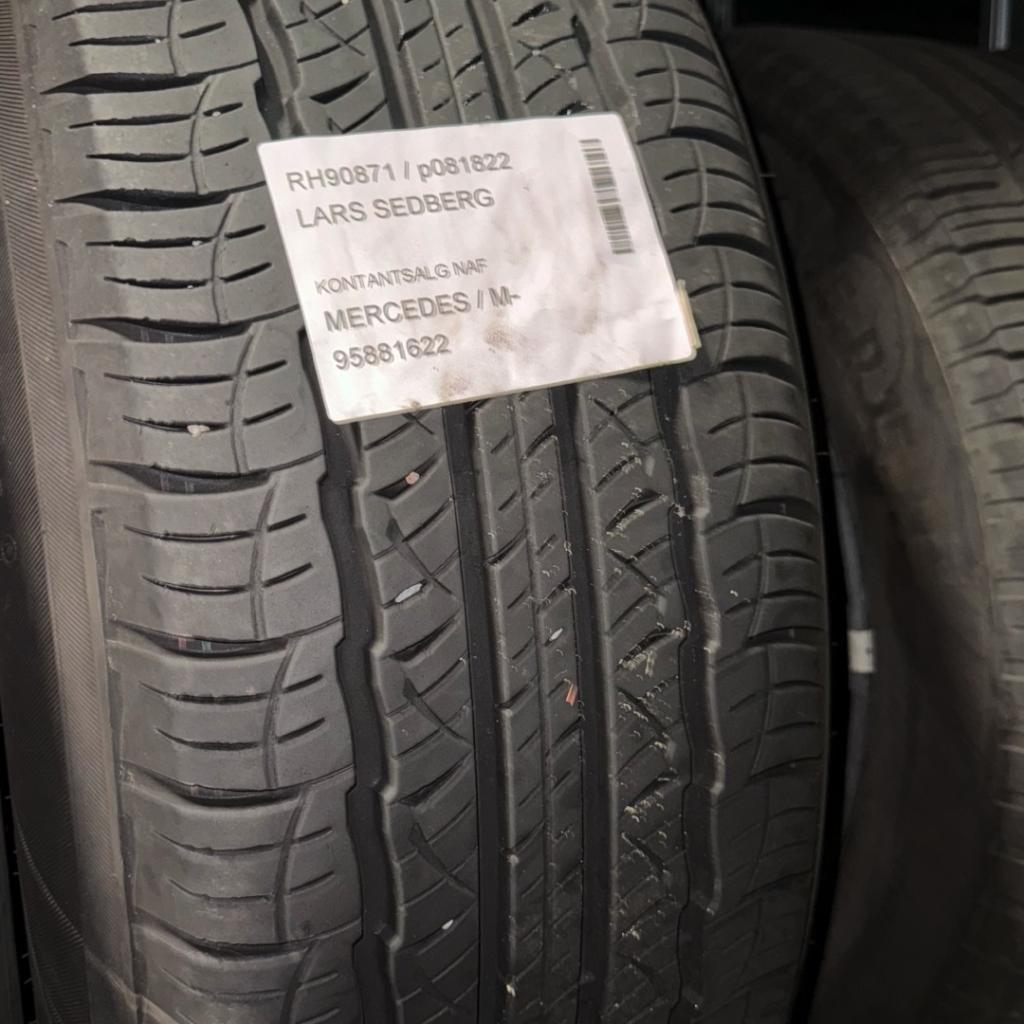 RH90871 / p081822
LARS SEDBERG
KONTANTSALG NAF
MERCEDES / M-
95881622